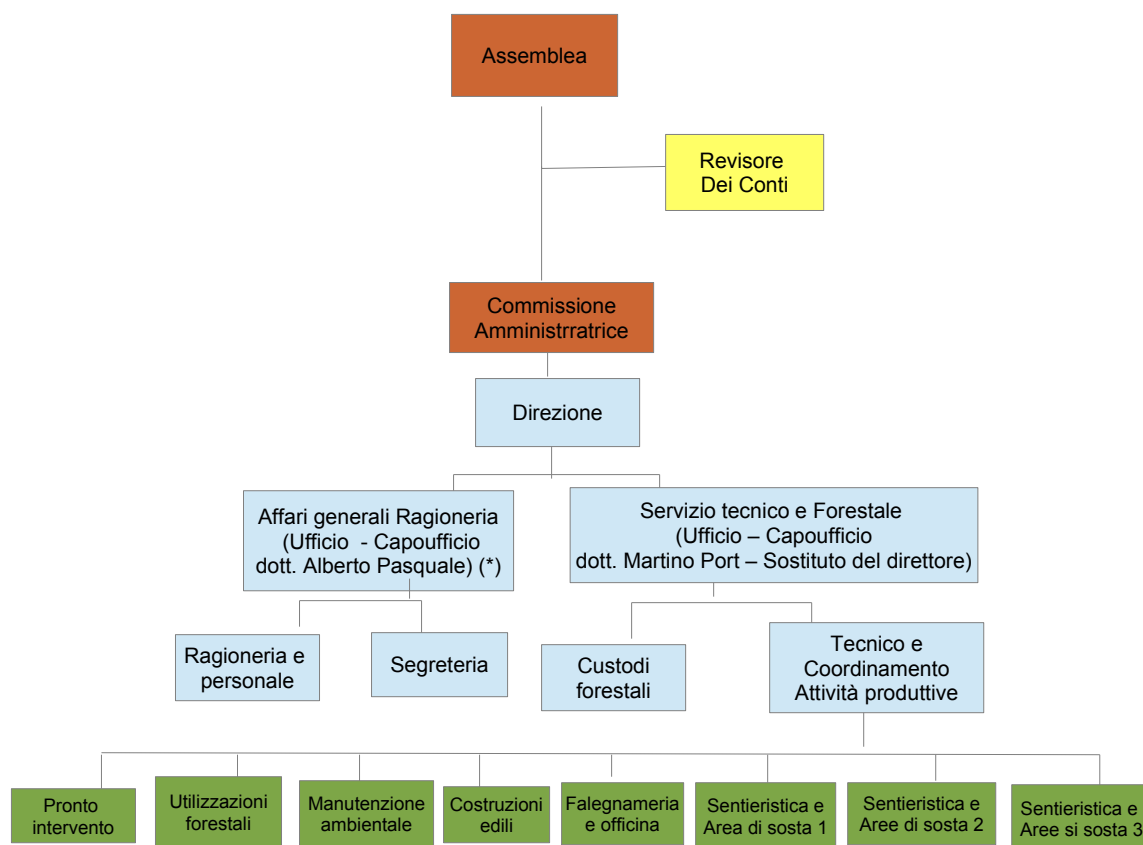 Assemblea
Revisore
Dei Conti
Commissione
Amministrratrice
Direzione
Affari generali Ragioneria
(Ufficio - Capoufficio
dott. Alberto Pasquale) (*)
Servizio tecnico e Forestale
(Ufficio – Capoufficio
dott. Martino Port – Sostituto del direttore)
Ragioneria e
personale
Segreteria
Custodi
forestali
Tecnico e
Coordinamento
Attività produttive
Pronto
intervento
Utilizzazioni
forestali
Manutenzione
ambientale
Costruzioni
edili
Falegnameria
e officina
Sentieristica e
Area di sosta 1
Sentieristica e
Aree di sosta 2
Sentieristica e
Aree si sosta 3